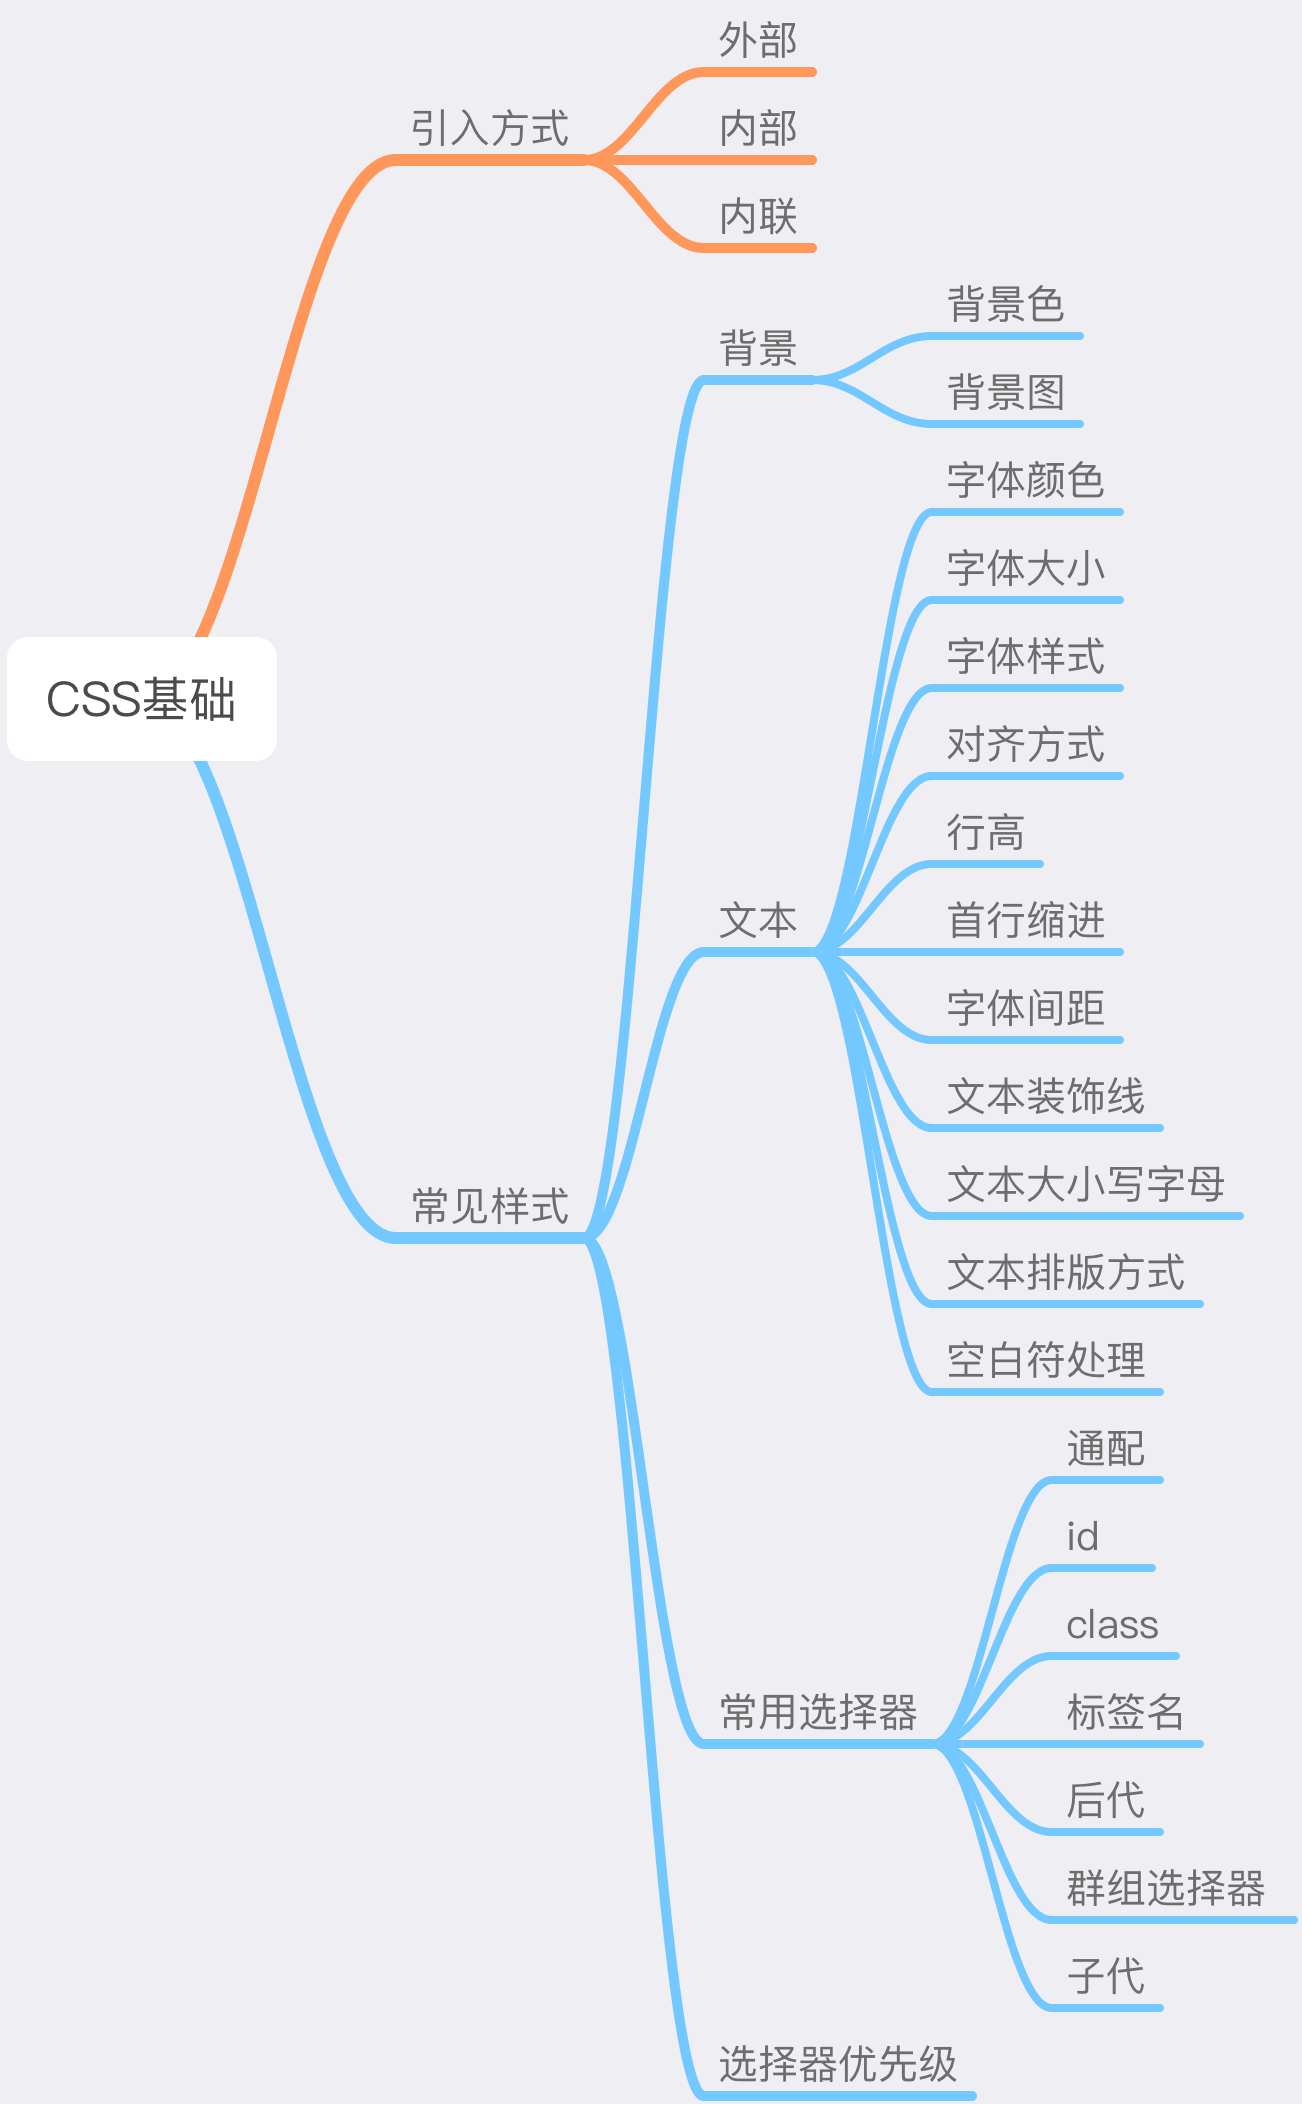 CSS基础
引入方式
外部
内部
内联
常见样式
背景
背景色
背景图
文本
字体颜色
字体大小
字体样式
对齐方式
行高
首行缩进
字体间距
文本装饰线
文本大小写字母
文本排版方式
空白符处理
常用选择器
通配
id
class
标签名
后代
群组选择器
子代
选择器优先级